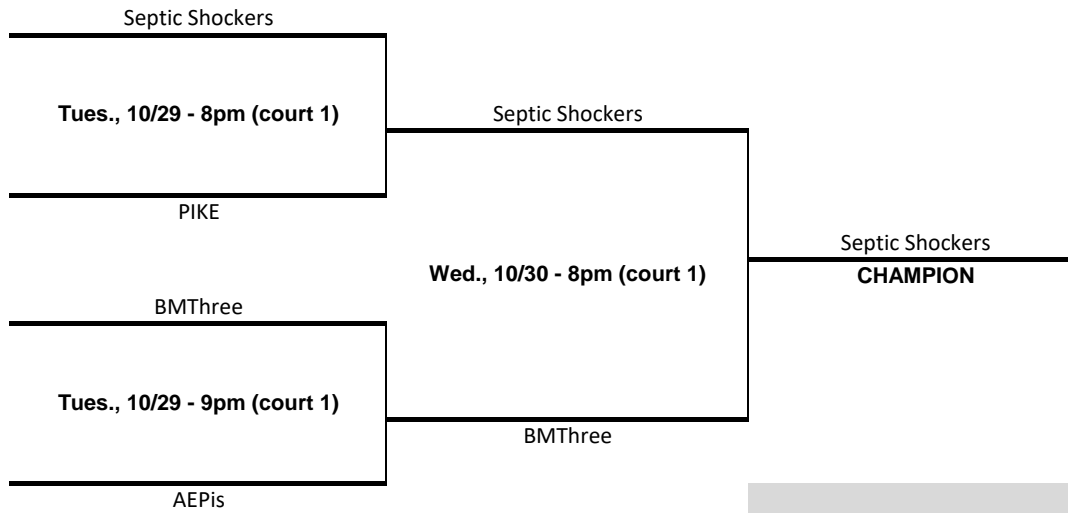 Septic Shockers
Tues., 10/29 - 8pm (court 1)
Septic Shockers
PIKE
Septic Shockers
Wed., 10/30 - 8pm (court 1)
CHAMPION
BMThree
Tues., 10/29 - 9pm (court 1)
BMThree
AEPis